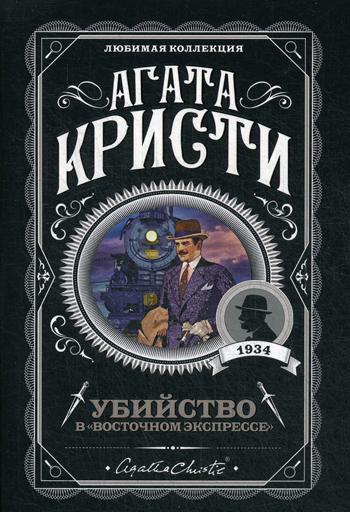 ЛЮБИМАЯ КОЛЛЕКЦИЯ
АГАТА
КРИСТИ
1934
УБИЙСТВО
В «ВОСТОЧНОМ ЭКСПРЕССЕ»
Agatha Christie®